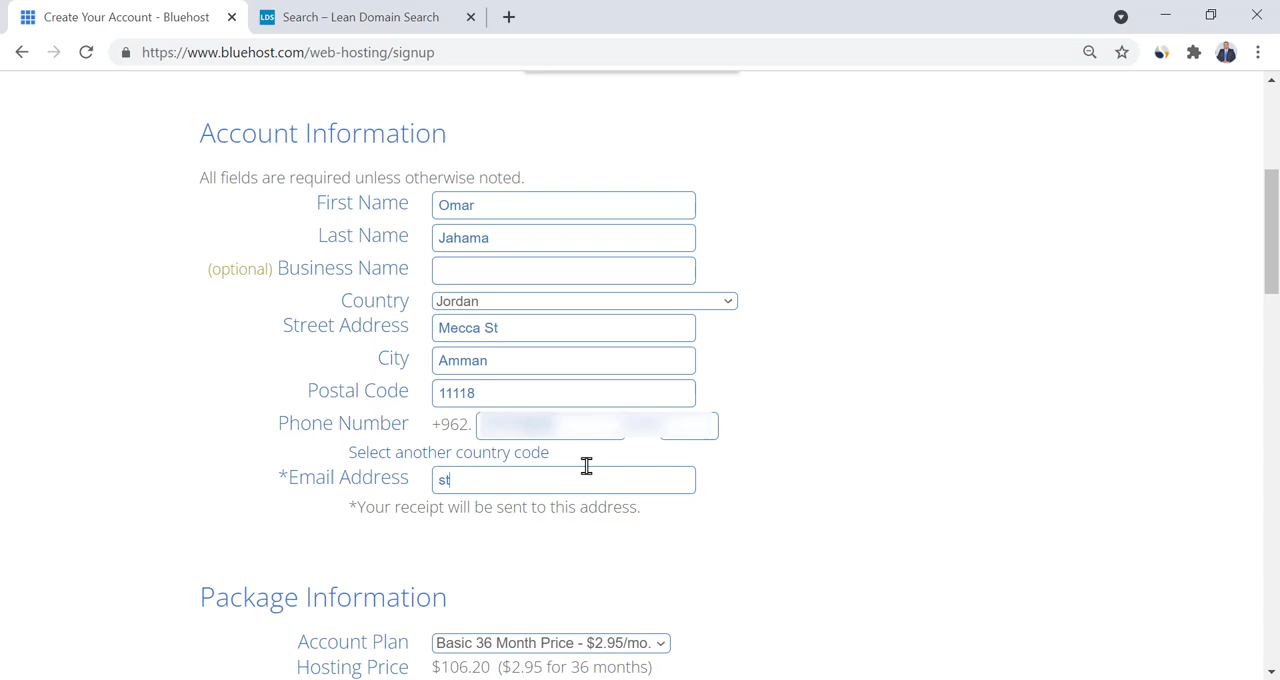 Create Your Account - Bluehost
LDS Search – Lean Domain Search
https://www.bluehost.com/web-hosting/signup
Account Information
All fields are required unless otherwise noted.
First Name Omar
Last Name Jahama
(optional) Business Name
Country Jordan
Street Address Mecca St
City Amman
Postal Code 11118
Phone Number +962.
Select another country code
*Email Address st
*Your receipt will be sent to this address.
Package Information
Account Plan Basic 36 Month Price - $2.95/mo.
Hosting Price $106.20 ($2.95 for 36 months)